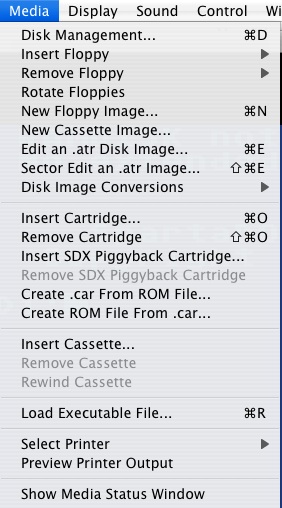 Media Display Sound Control Wi
Disk Management... ⌘D
Insert Floppy ▶
Remove Floppy ▶
Rotate Floppies
New Floppy Image... ⌘N
New Cassette Image...
Edit an .atr Disk Image... ⌘E
Sector Edit an .atr Image... ⇧⌘E
Disk Image Conversions ▶
Insert Cartridge... ⌘O
Remove Cartridge ⇧⌘O
Insert SDX Piggyback Cartridge...
Remove SDX Piggyback Cartridge
Create .car From ROM File...
Create ROM File From .car...
Insert Cassette...
Remove Cassette
Rewind Cassette
Load Executable File... ⌘R
Select Printer ▶
Preview Printer Output
Show Media Status Window